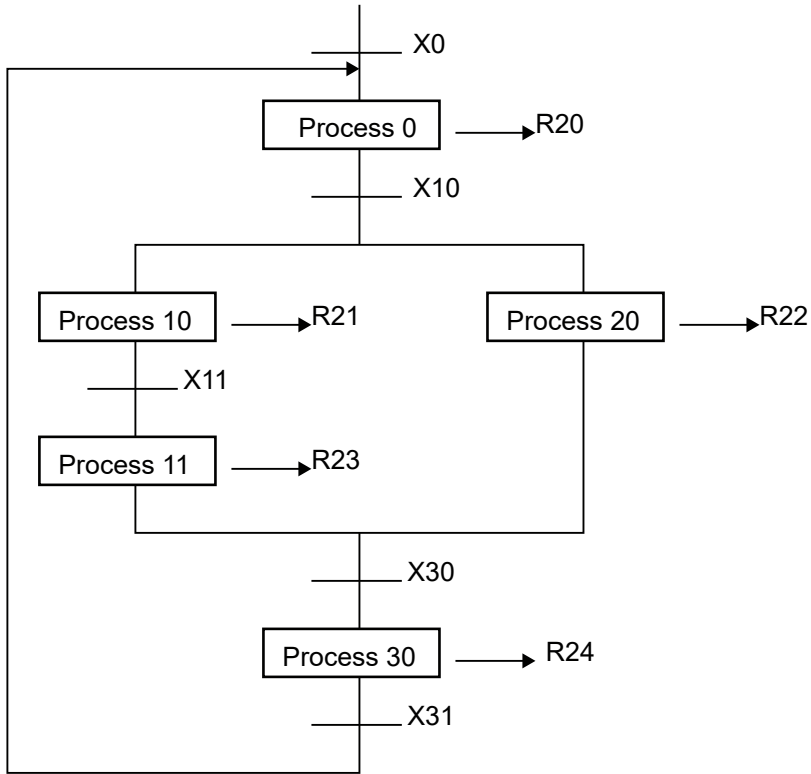 X0
Process 0
R20
X10
Process 10
R21
Process 20
R22
X11
Process 11
R23
X30
Process 30
R24
X31